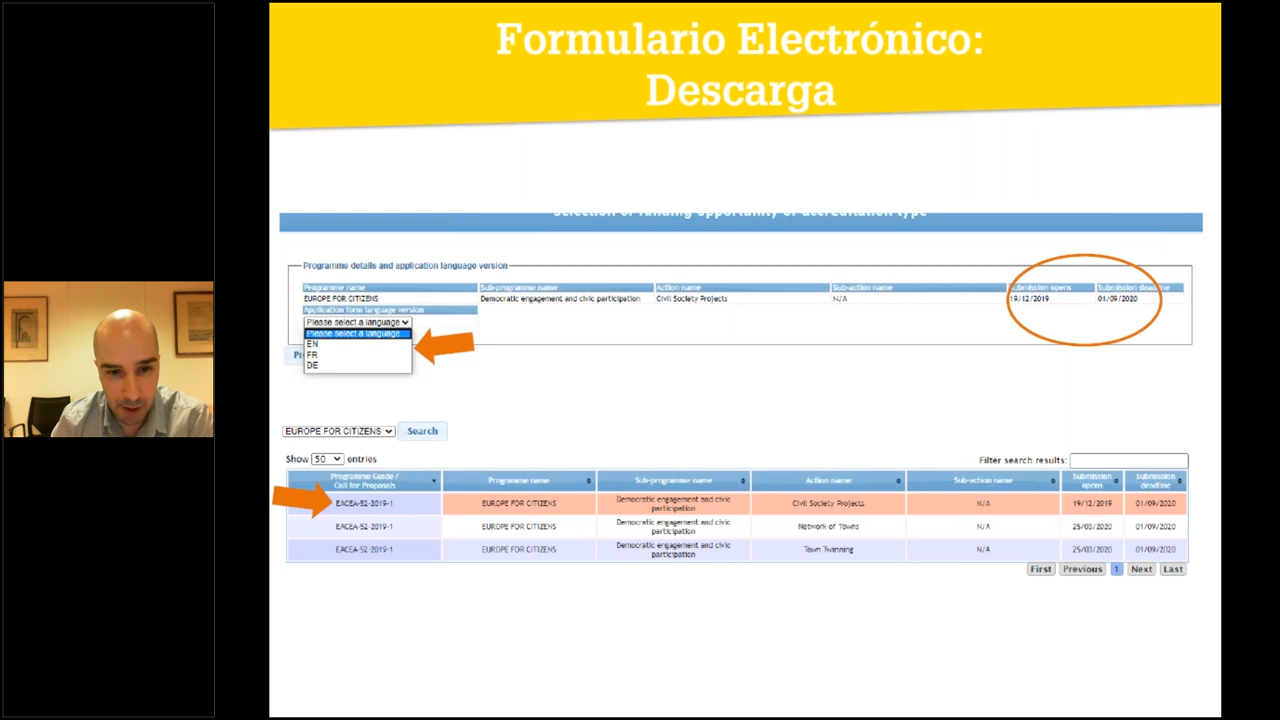 Formulario Electrónico:
Descarga
Selection of funding opportunity or accreditation type
Programme details and application language version
Programme name Sub-programme name Action name Sub-action name Submission opens Submission deadline
EUROPE FOR CITIZENS Democratic engagement and civic participation Civil Society Projects N/A 19/12/2019 01/09/2020
Application form language version
Please select a language
Please select a language
EN
FR
DE
EUROPE FOR CITIZENS Search
Show 50 entries
Filter search results:
Programme Guide / Call for Proposals Programme name Sub-programme name Action name Sub-action name Submission opens Submission deadline
EACEA-52-2019-1 EUROPE FOR CITIZENS Democratic engagement and civic participation Civil Society Projects N/A 19/12/2019 01/09/2020
EACEA-52-2019-1 EUROPE FOR CITIZENS Democratic engagement and civic participation Network of Towns N/A 25/03/2020 01/09/2020
EACEA-52-2019-1 EUROPE FOR CITIZENS Democratic engagement and civic participation Town Twinning N/A 25/03/2020 01/09/2020
First Previous 1 Next Last